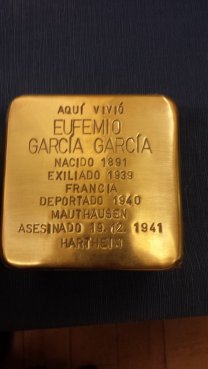 AQUÍ VIVIÓ
EUFEMIO
GARCÍA GARCÍA
NACIDO 1891
EXILIADO 1939
FRANCIA
DEPORTADO 1940
MAUTHAUSEN
ASESINADO 19.12.1941
HARTHEIM